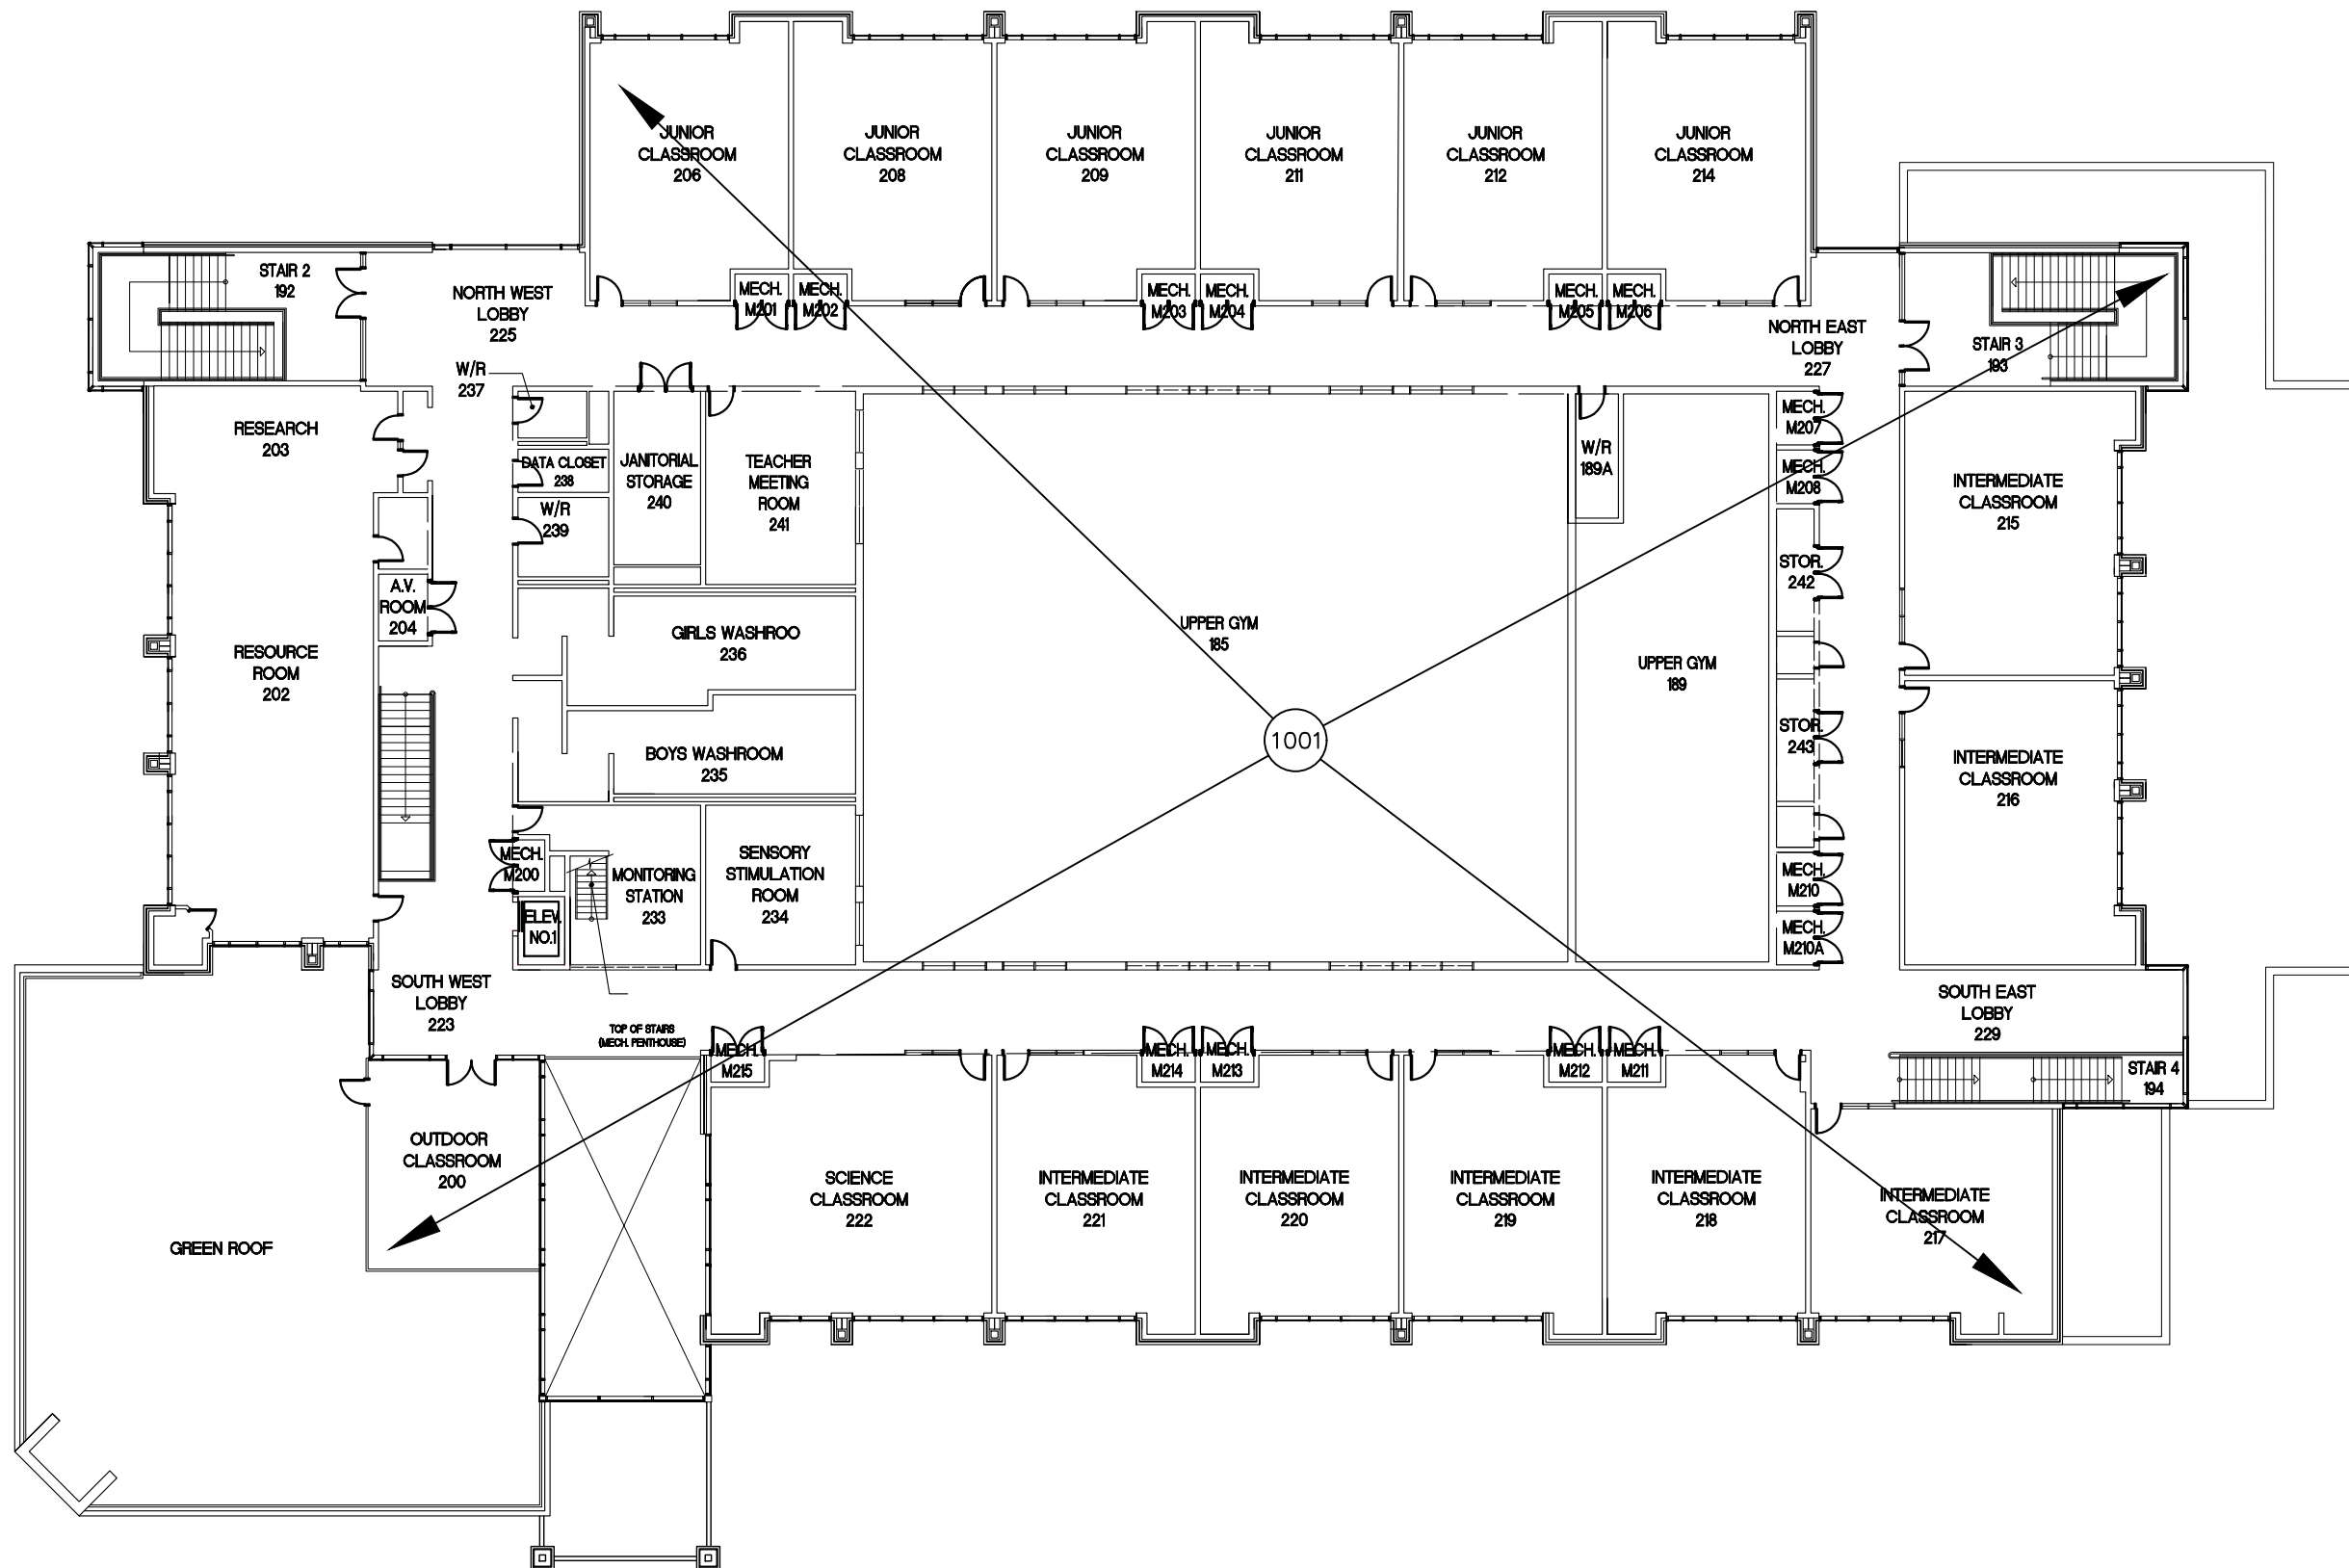 JUNIOR
CLASSROOM
206
JUNIOR
CLASSROOM
208
JUNIOR
CLASSROOM
209
JUNIOR
CLASSROOM
211
JUNIOR
CLASSROOM
212
JUNIOR
CLASSROOM
214
STAIR 2
192
NORTH WEST
LOBBY
225
MECH.
M201
MECH.
M202
MECH.
M203
MECH.
M204
MECH.
M205
MECH.
M206
NORTH EAST
LOBBY
227
STAIR 3
193
W/R
237
RESEARCH
203
DATA CLOSET
238
W/R
239
JANITORIAL
STORAGE
240
TEACHER
MEETING
ROOM
241
W/R
189A
MECH.
M207
MECH.
M208
INTERMEDIATE
CLASSROOM
215
STOR.
242
A.V.
ROOM
204
GIRLS WASHROO
236
UPPER GYM
185
UPPER GYM
189
RESOURCE
ROOM
202
STOR.
243
1001
BOYS WASHROOM
235
INTERMEDIATE
CLASSROOM
216
MECH.
M200
MONITORING
STATION
233
SENSORY
STIMULATION
ROOM
234
MECH.
M210
ELEV.
NO.1
MECH.
M210A
SOUTH WEST
LOBBY
223
SOUTH EAST
LOBBY
229
TOP OF STAIRS
(MECH. PENTHOUSE)
MECH.
M215
MECH.
M214
MECH.
M213
MECH.
M212
MECH.
M211
STAIR 4
194
OUTDOOR
CLASSROOM
200
SCIENCE
CLASSROOM
222
INTERMEDIATE
CLASSROOM
221
INTERMEDIATE
CLASSROOM
220
INTERMEDIATE
CLASSROOM
219
INTERMEDIATE
CLASSROOM
218
INTERMEDIATE
CLASSROOM
217
GREEN ROOF